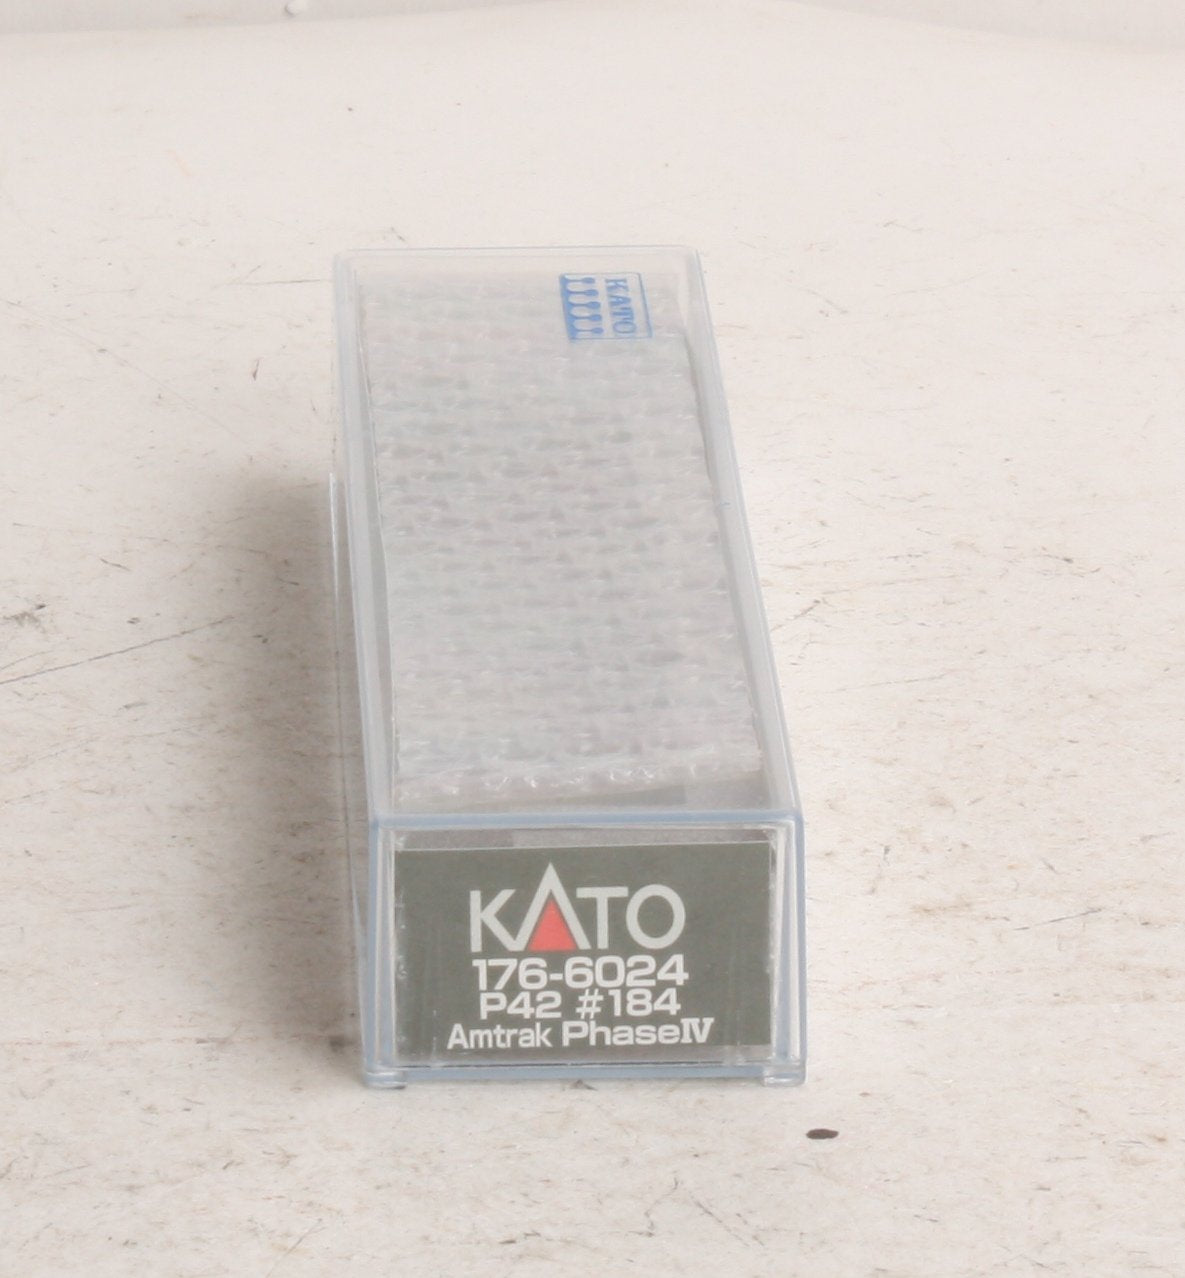 KATO
KATO
176-6024
P42 #184
Amtrak PhaseⅣ